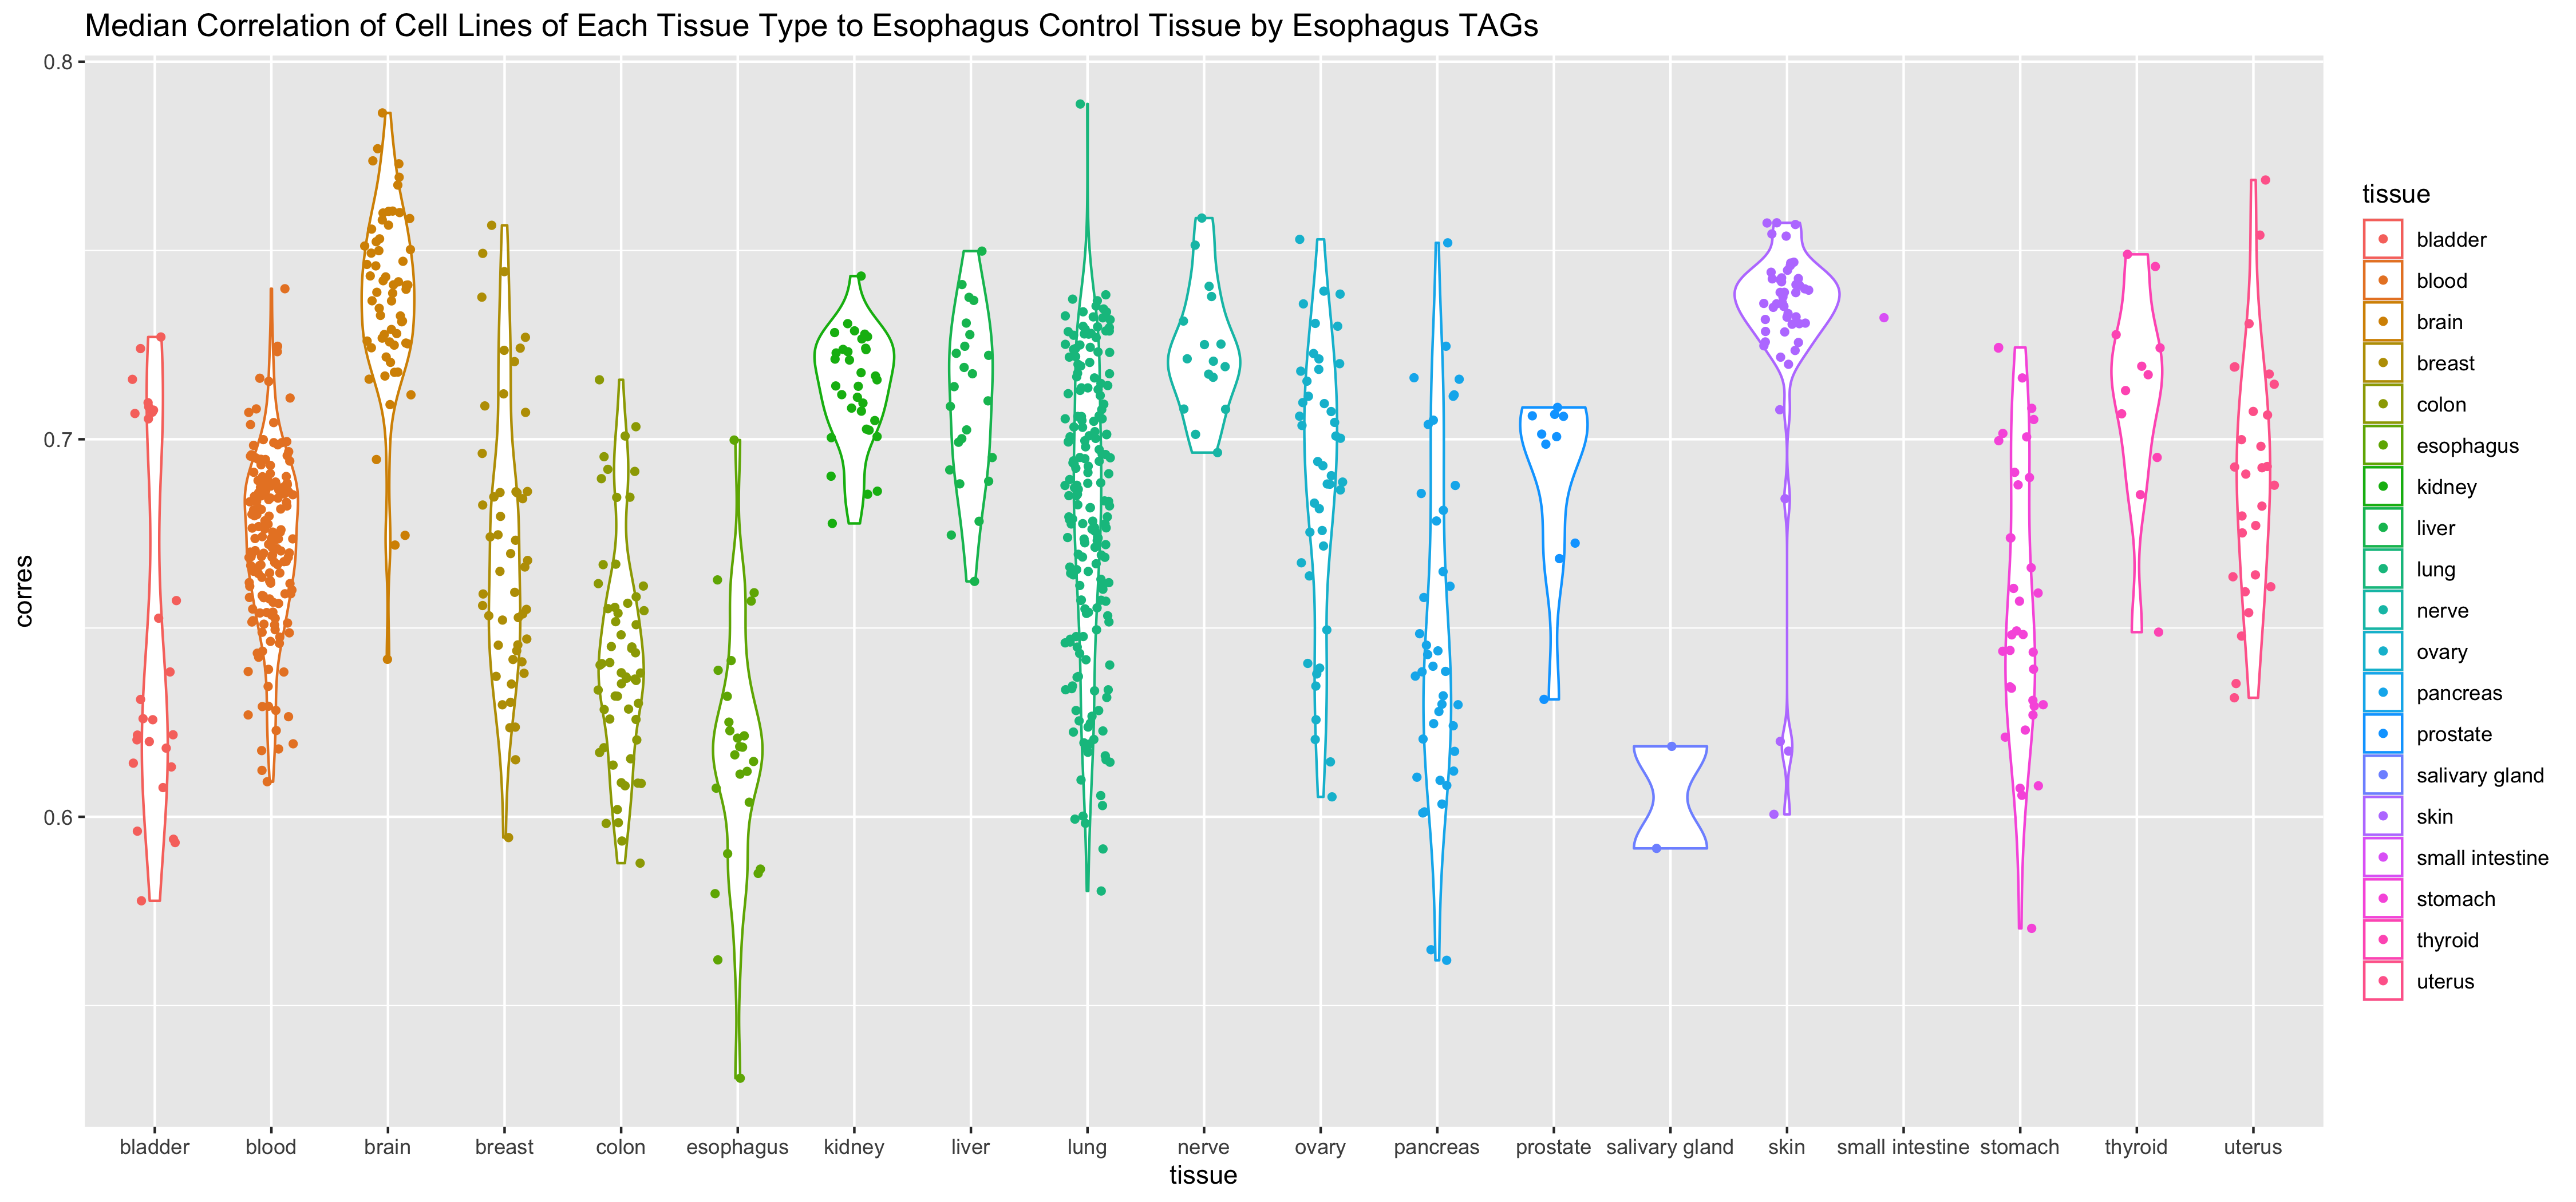 Median Correlation of Cell Lines of Each Tissue Type to Esophagus Control Tissue by Esophagus TAGs
0.8
0.7
0.6
corres
bladder blood brain breast colon esophagus kidney liver lung nerve ovary pancreas prostate salivary gland skin small intestine stomach thyroid uterus
tissue
tissue
bladder
blood
brain
breast
colon
esophagus
kidney
liver
lung
nerve
ovary
pancreas
prostate
salivary gland
skin
small intestine
stomach
thyroid
uterus